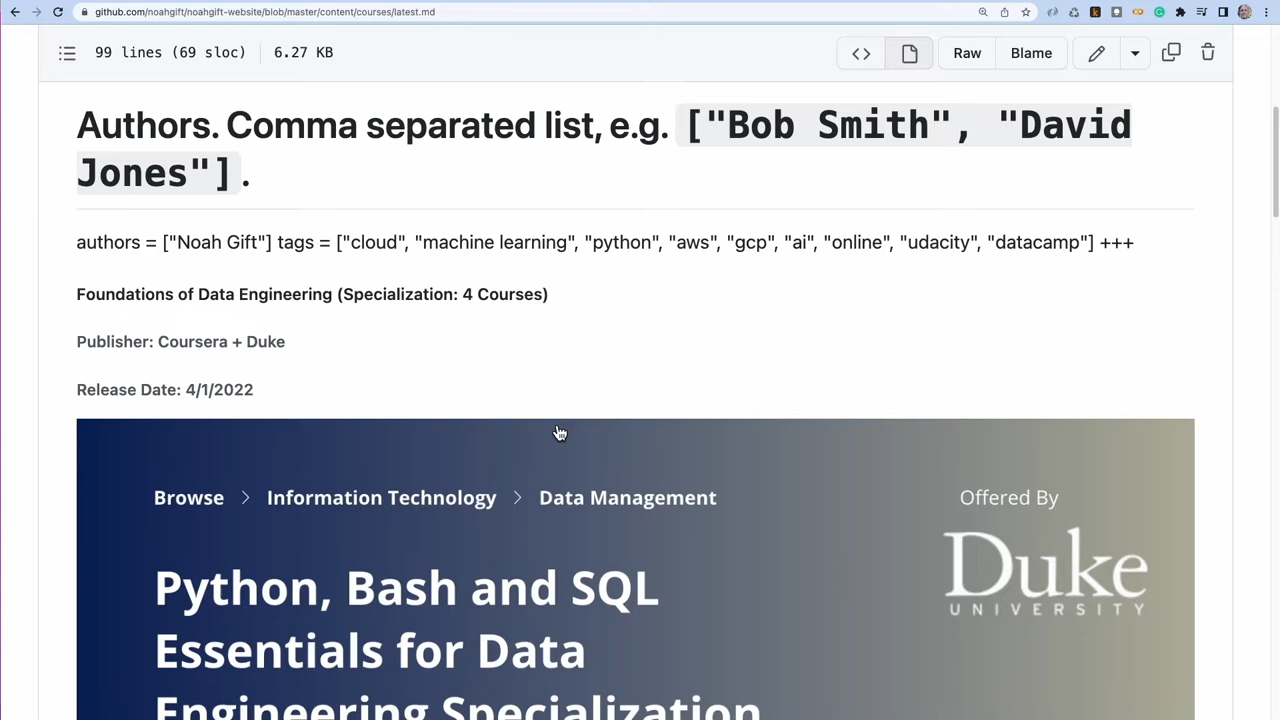 github.com/noahgift/noahgift-website/blob/master/content/courses/latest.md
99 lines (69 sloc) 6.27 KB Raw Blame
Authors. Comma separated list, e.g. ["Bob Smith", "David
Jones"].
authors = ["Noah Gift"] tags = ["cloud", "machine learning", "python", "aws", "gcp", "ai", "online", "udacity", "datacamp"] +++
Foundations of Data Engineering (Specialization: 4 Courses)
Publisher: Coursera + Duke
Release Date: 4/1/2022
Browse > Information Technology > Data Management
Offered By
Duke
UNIVERSITY
Python, Bash and SQL
Essentials for Data
Engineering Specialization